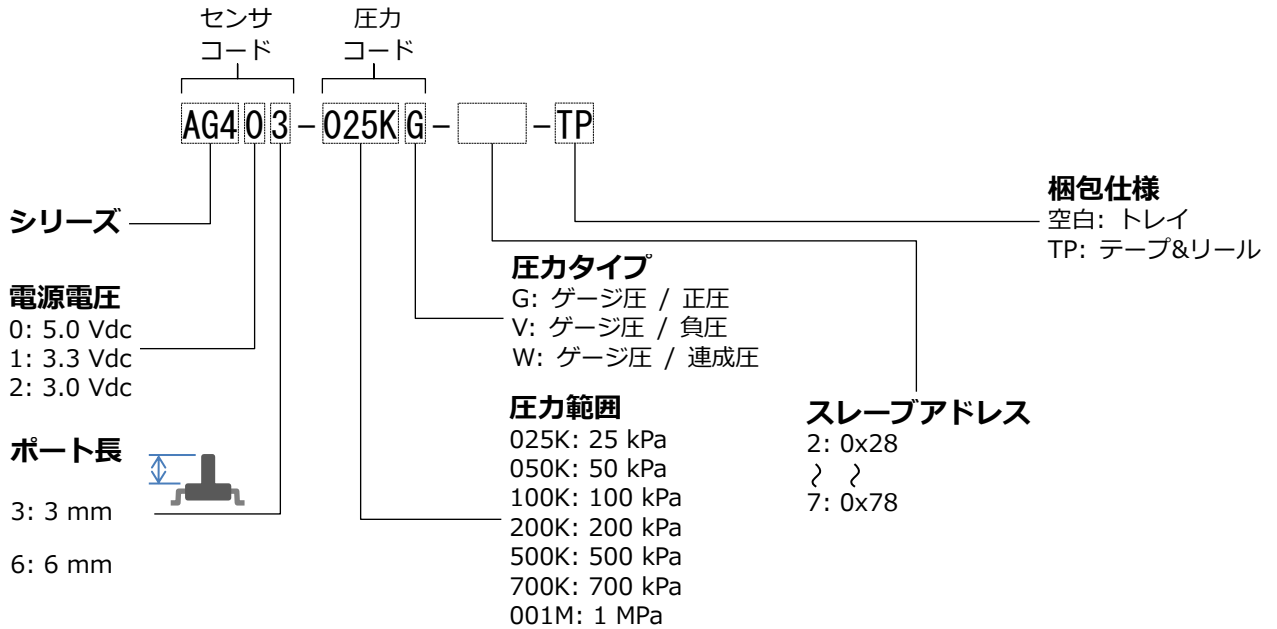 センサ
コード
圧力
コード
AG403-025KG- -TP
シリーズ
電源電圧
0: 5.0 Vdc
1: 3.3 Vdc
2: 3.0 Vdc
ポート長
3: 3 mm
6: 6 mm
圧力タイプ
G: ゲージ圧 / 正圧
V: ゲージ圧 / 負圧
W: ゲージ圧 / 連成圧
圧力範囲
025K: 25 kPa
050K: 50 kPa
100K: 100 kPa
200K: 200 kPa
500K: 500 kPa
700K: 700 kPa
001M: 1 MPa
スレーブアドレス
2: 0x28
～ ～
7: 0x78
梱包仕様
空白: トレイ
TP: テープ&リール